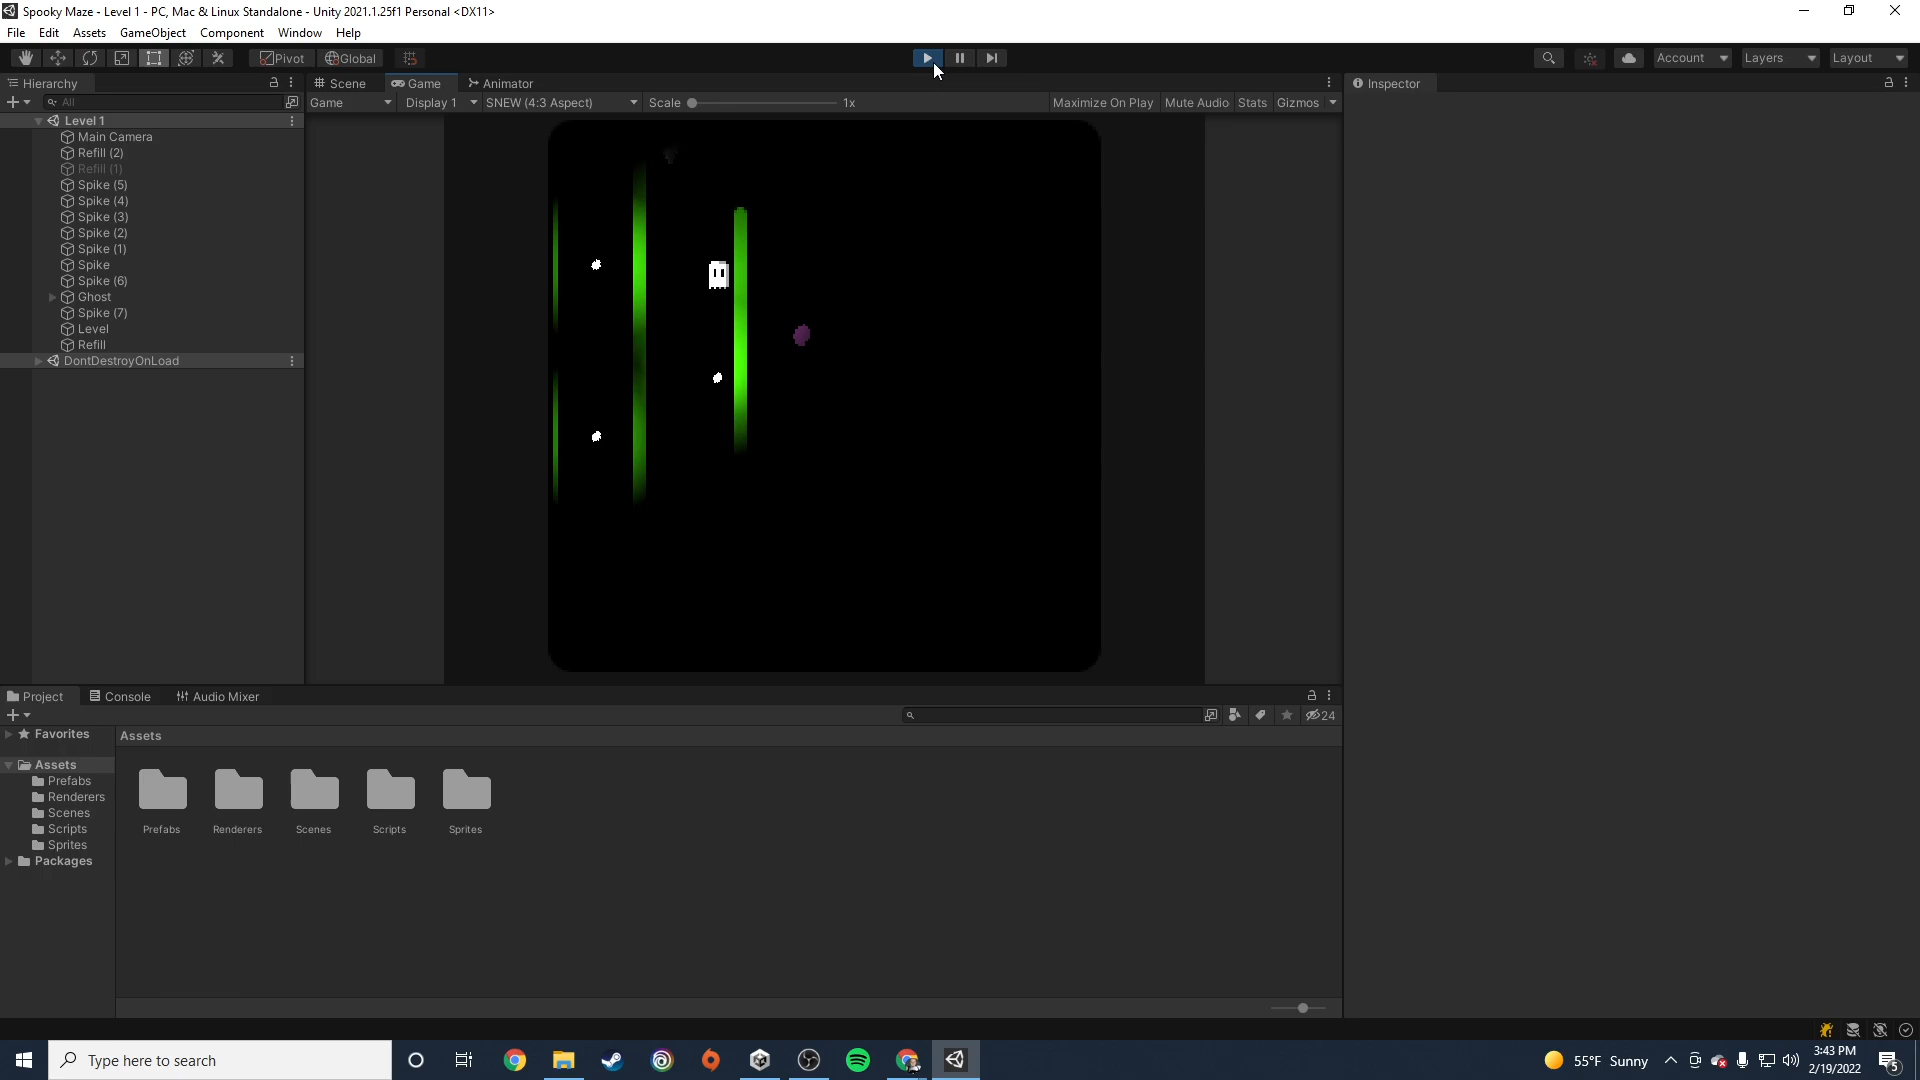 Spooky Maze - Level 1 - PC, Mac & Linux Standalone - Unity 2021.1.25f1 Personal <DX11>
File Edit Assets GameObject Component Window Help
Pivot Global Account Layers Layout
Hierarchy Scene Game Animator Inspector
All Game Display 1 SNEW (4:3 Aspect) Scale 1x Maximize On Play Mute Audio Stats Gizmos
Level 1
Main Camera
Refill (2)
Refill (1)
Spike (5)
Spike (4)
Spike (3)
Spike (2)
Spike (1)
Spike
Spike (6)
Ghost
Spike (7)
Level
Refill
DontDestroyOnLoad
Project Console Audio Mixer
24
Favorites
Assets
Assets
Prefabs
Renderers
Scenes
Scripts
Sprites
Packages
Prefabs Renderers Scenes Scripts Sprites
Type here to search
55°F Sunny
3:43 PM
2/19/2022
5